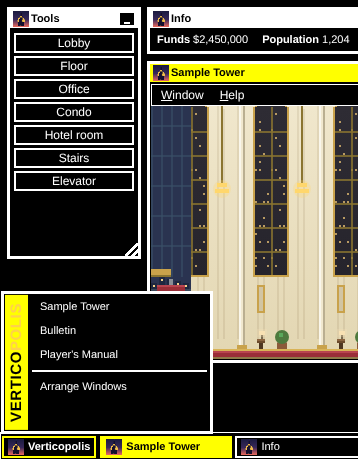 Tools
Lobby
Floor
Office
Condo
Hotel room
Stairs
Elevator
Info
Funds $2,450,000 Population 1,204
Sample Tower
Window Help
VERTICOPOLIS
Sample Tower
Bulletin
Player's Manual
Arrange Windows
Verticopolis
Sample Tower
Info